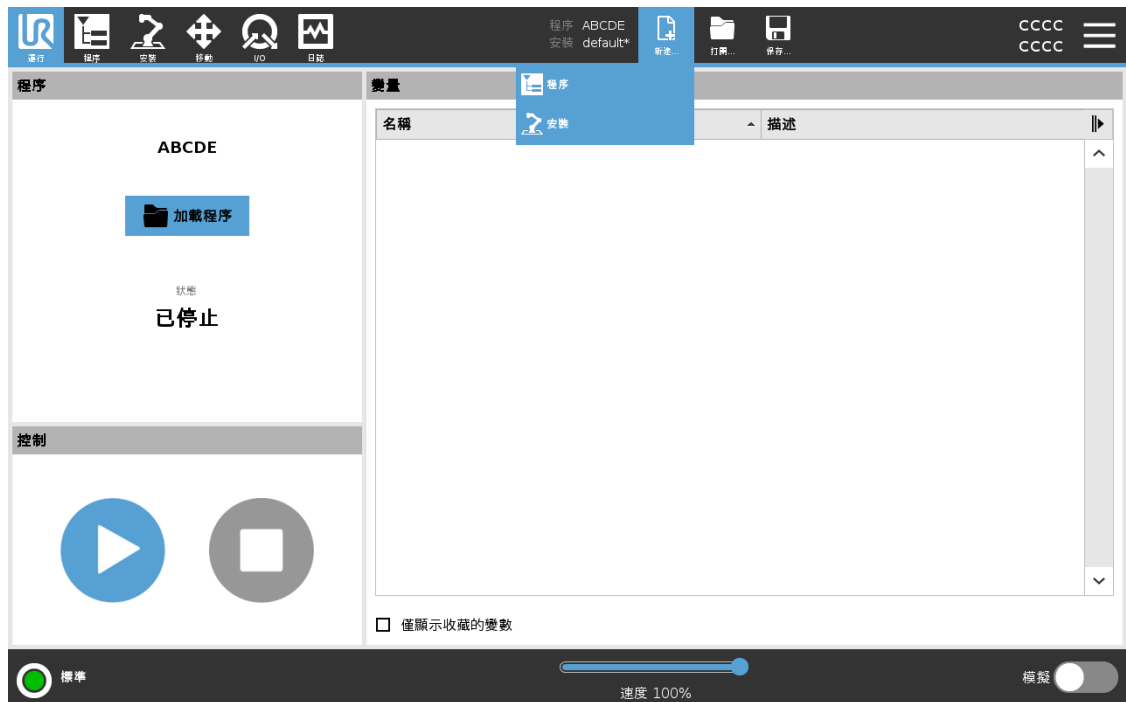 UR
運行
程序
安裝
移動
I/O
日誌
程序 ABCDE
安裝 default*
新建...
打開...
保存...
CCCC
CCCC
程序
安裝
程序
ABCDE
加載程序
狀態
已停止
控制
變量
名稱
描述
僅顯示收藏的變數
標準
速度 100%
模擬